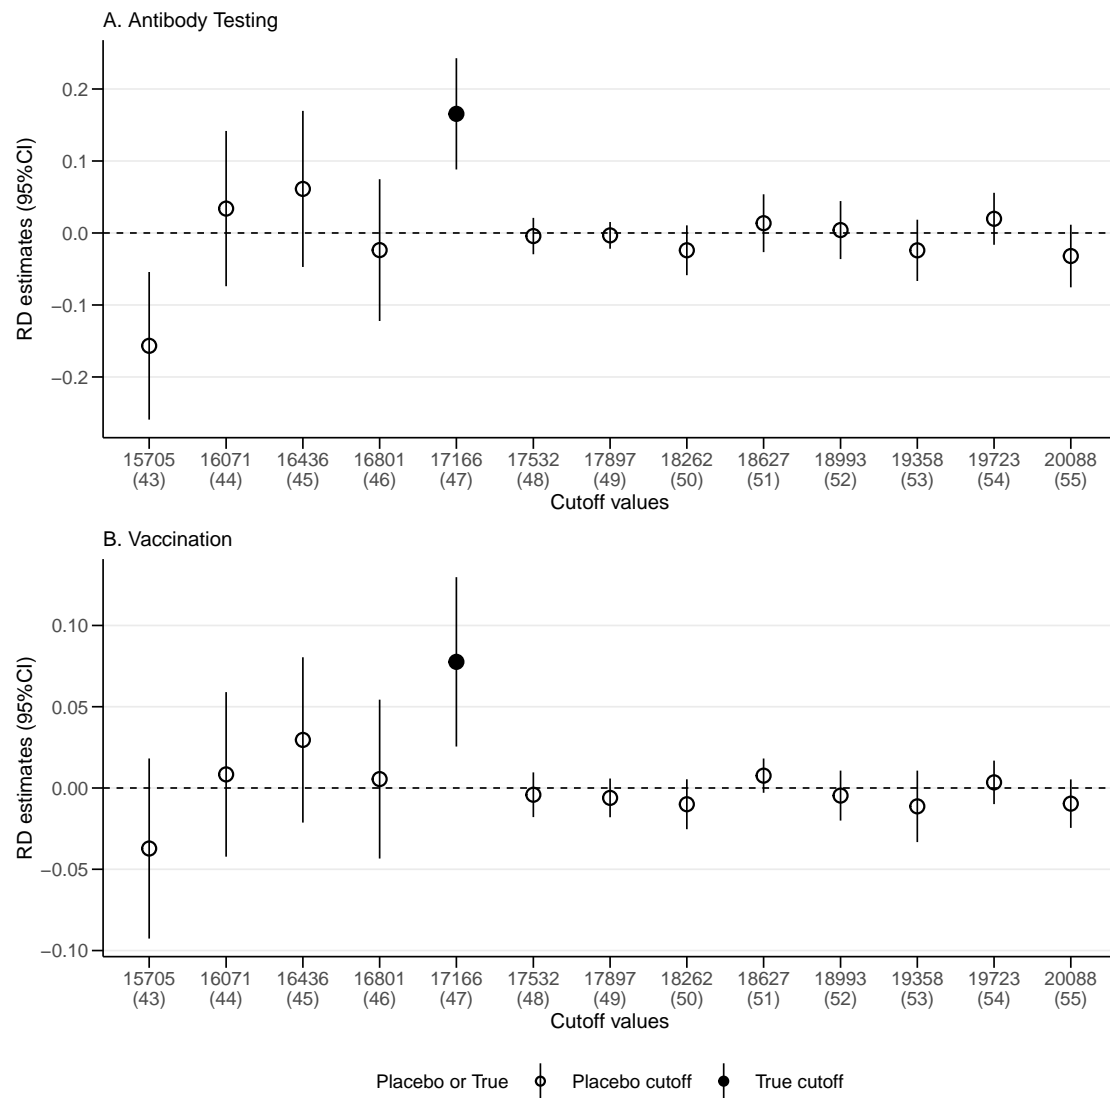 A. Antibody Testing
RD estimates (95%CI)
0.2
0.1
0.0
−0.1
−0.2
15705 16071 16436 16801 17166 17532 17897 18262 18627 18993 19358 19723 20088
(43) (44) (45) (46) (47) (48) (49) (50) (51) (52) (53) (54) (55)
Cutoff values
B. Vaccination
RD estimates (95%CI)
0.10
0.05
0.00
−0.05
−0.10
15705 16071 16436 16801 17166 17532 17897 18262 18627 18993 19358 19723 20088
(43) (44) (45) (46) (47) (48) (49) (50) (51) (52) (53) (54) (55)
Cutoff values
Placebo or True Placebo cutoff True cutoff